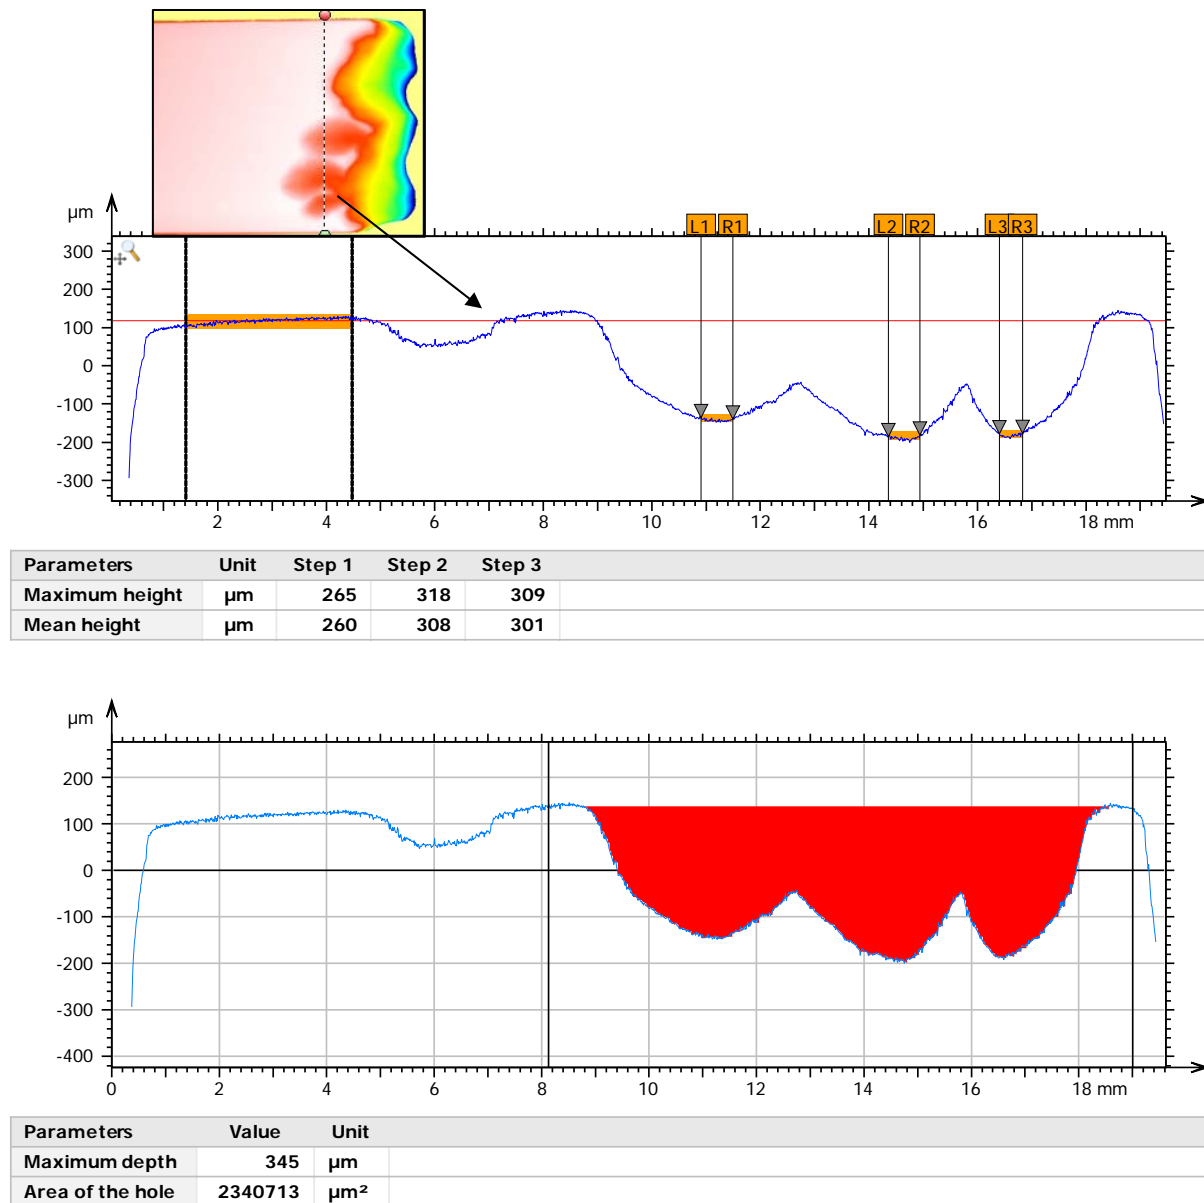 µm
L1 R1 L2 R2 L3 R3
300
200
100
0
-100
-200
-300
2 4 6 8 10 12 14 16 18 mm
Parameters Unit Step 1 Step 2 Step 3
Maximum height µm 265 318 309
Mean height µm 260 308 301
µm
200
100
0
-100
-200
-300
-400
0 2 4 6 8 10 12 14 16 18 mm
Parameters Value Unit
Maximum depth 345 µm
Area of the hole 2340713 µm²